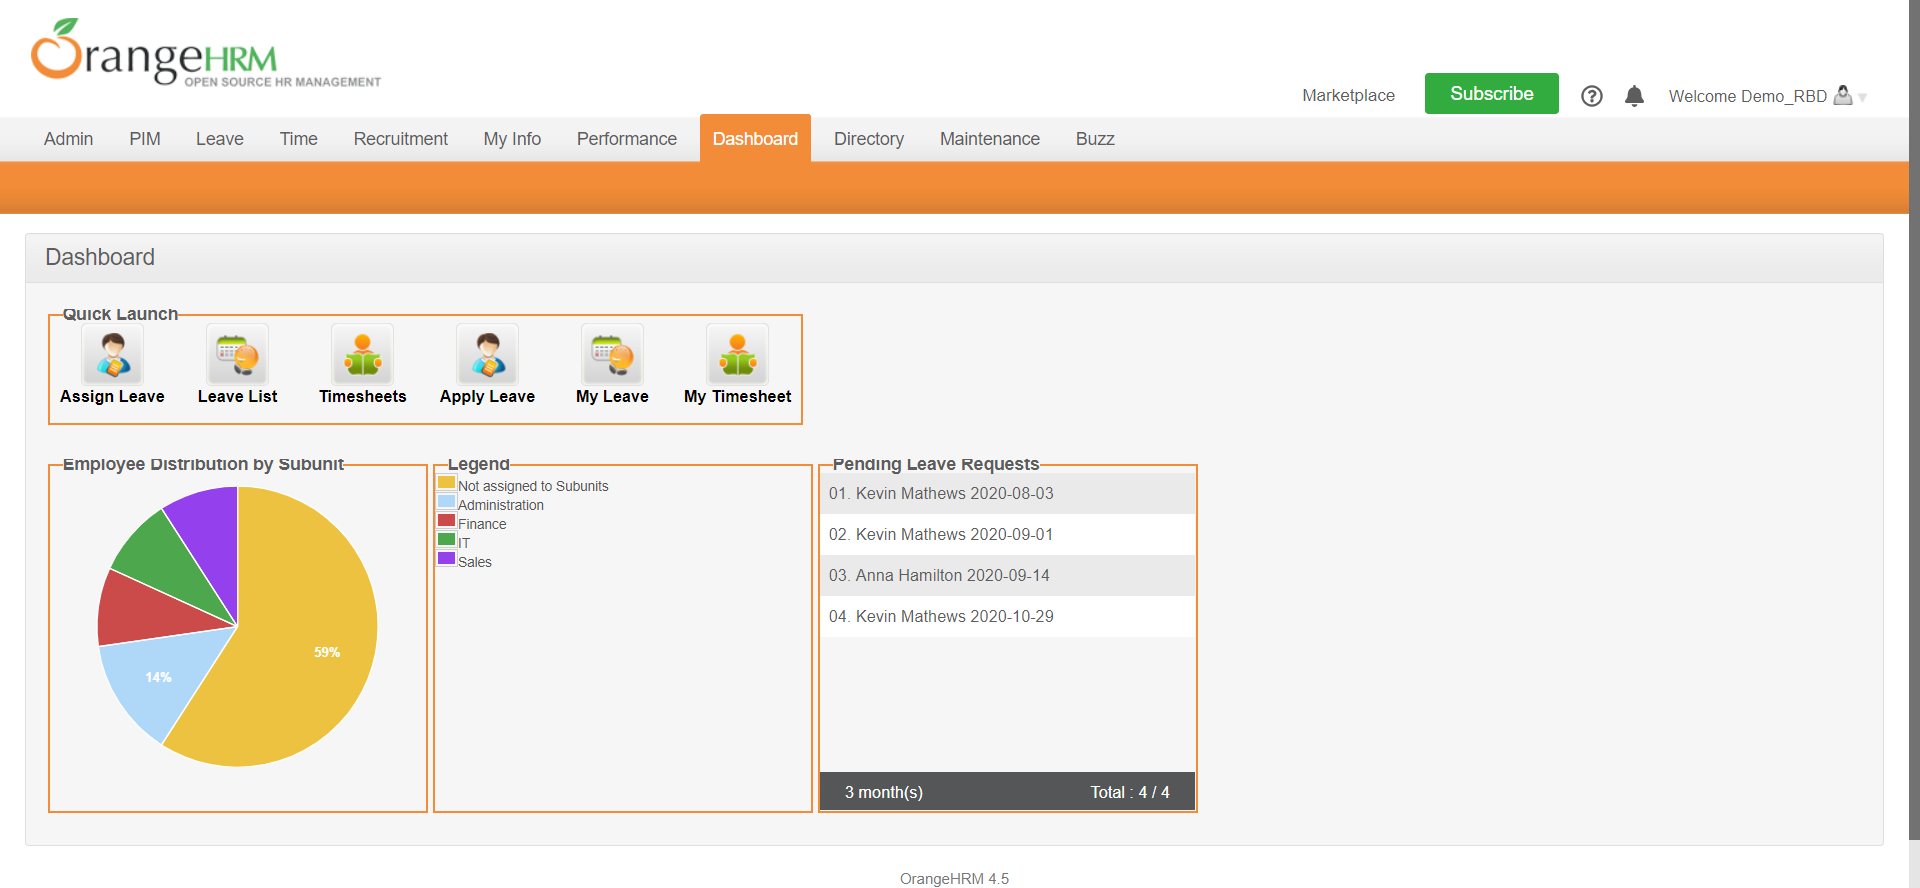 OrangeHRM
OPEN SOURCE HR MANAGEMENT
Marketplace
Subscribe
Welcome Demo_RBD
Admin
PIM
Leave
Time
Recruitment
My Info
Performance
Dashboard
Directory
Maintenance
Buzz
Dashboard
Quick Launch
Assign Leave
Leave List
Timesheets
Apply Leave
My Leave
My Timesheet
Employee Distribution by Subunit
59%
14%
Legend
Not assigned to Subunits
Administration
Finance
IT
Sales
Pending Leave Requests
01. Kevin Mathews 2020-08-03
02. Kevin Mathews 2020-09-01
03. Anna Hamilton 2020-09-14
04. Kevin Mathews 2020-10-29
3 month(s)
Total : 4 / 4
OrangeHRM 4.5